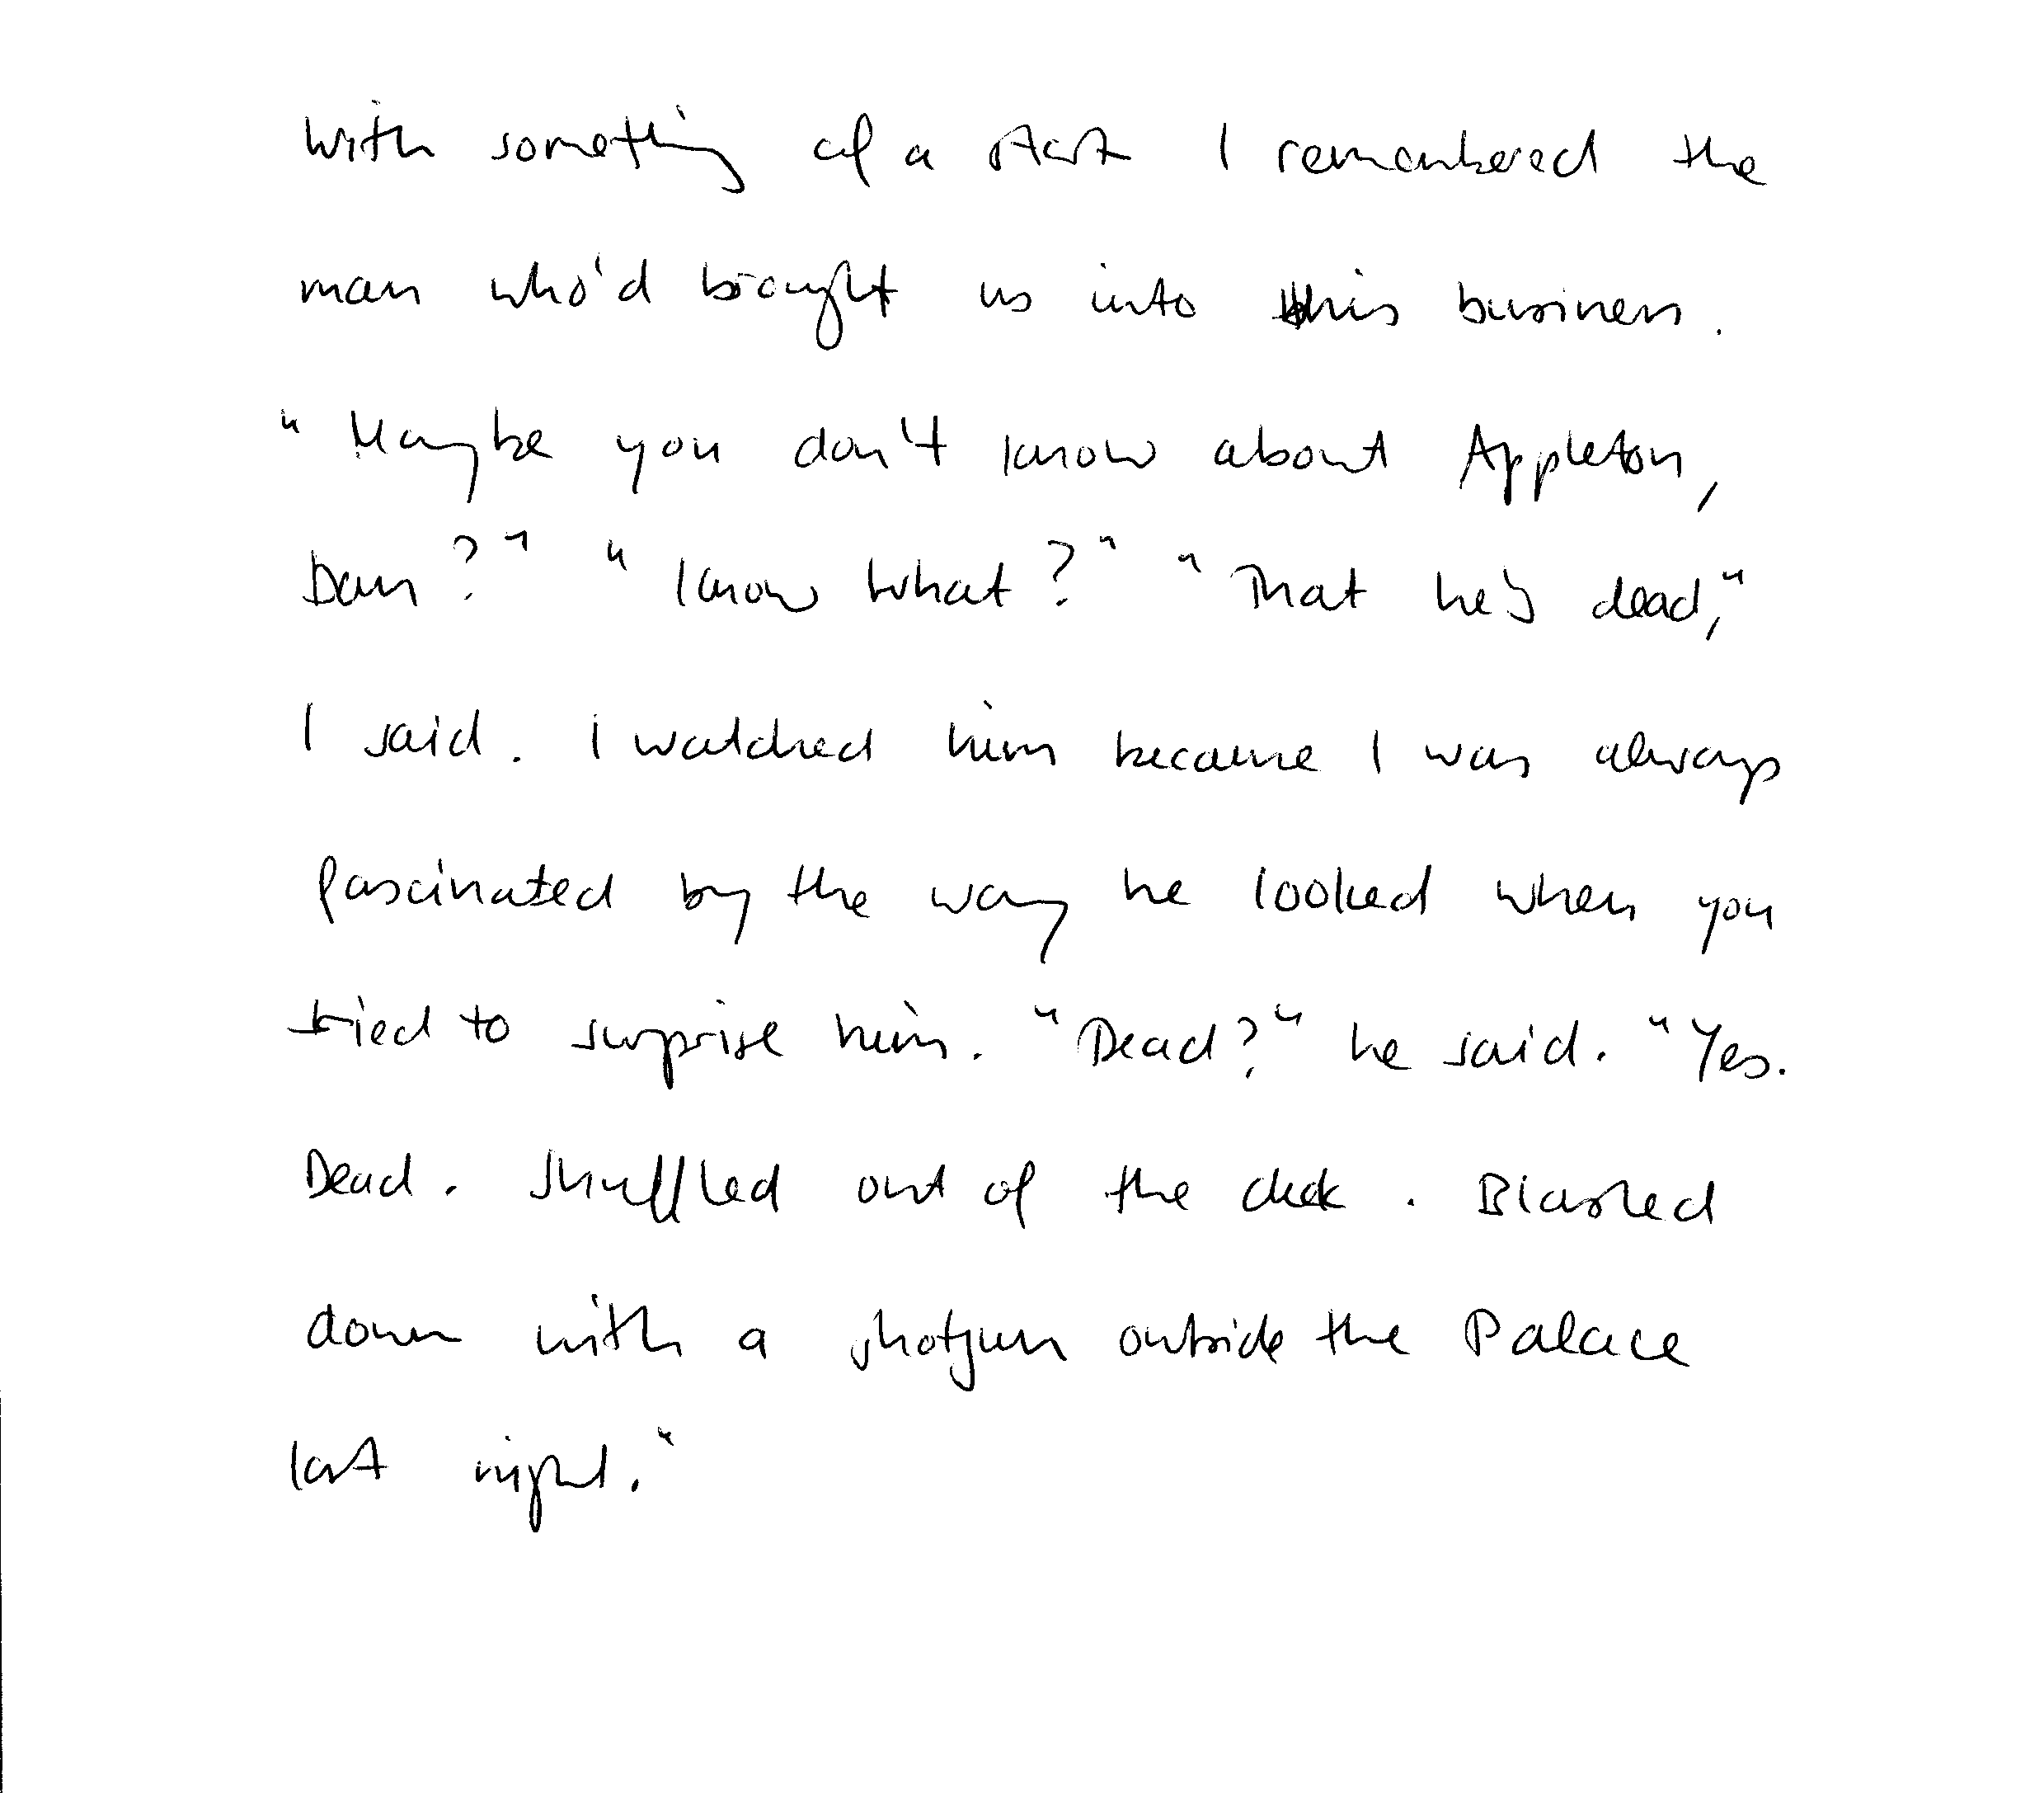 With something of a start I remembered the
man who'd brought us into this business.
"Maybe you don't know about Appleton,
Dan?" "Know what?" "That he's dead,"
I said. I watched him because I was always
fascinated by the way he looked when you
tried to surprise him. "Dead?" he said. "Yes.
Dead. Shuffled out of the deck. Blasted
down with a shotgun outside the Palace
last night."